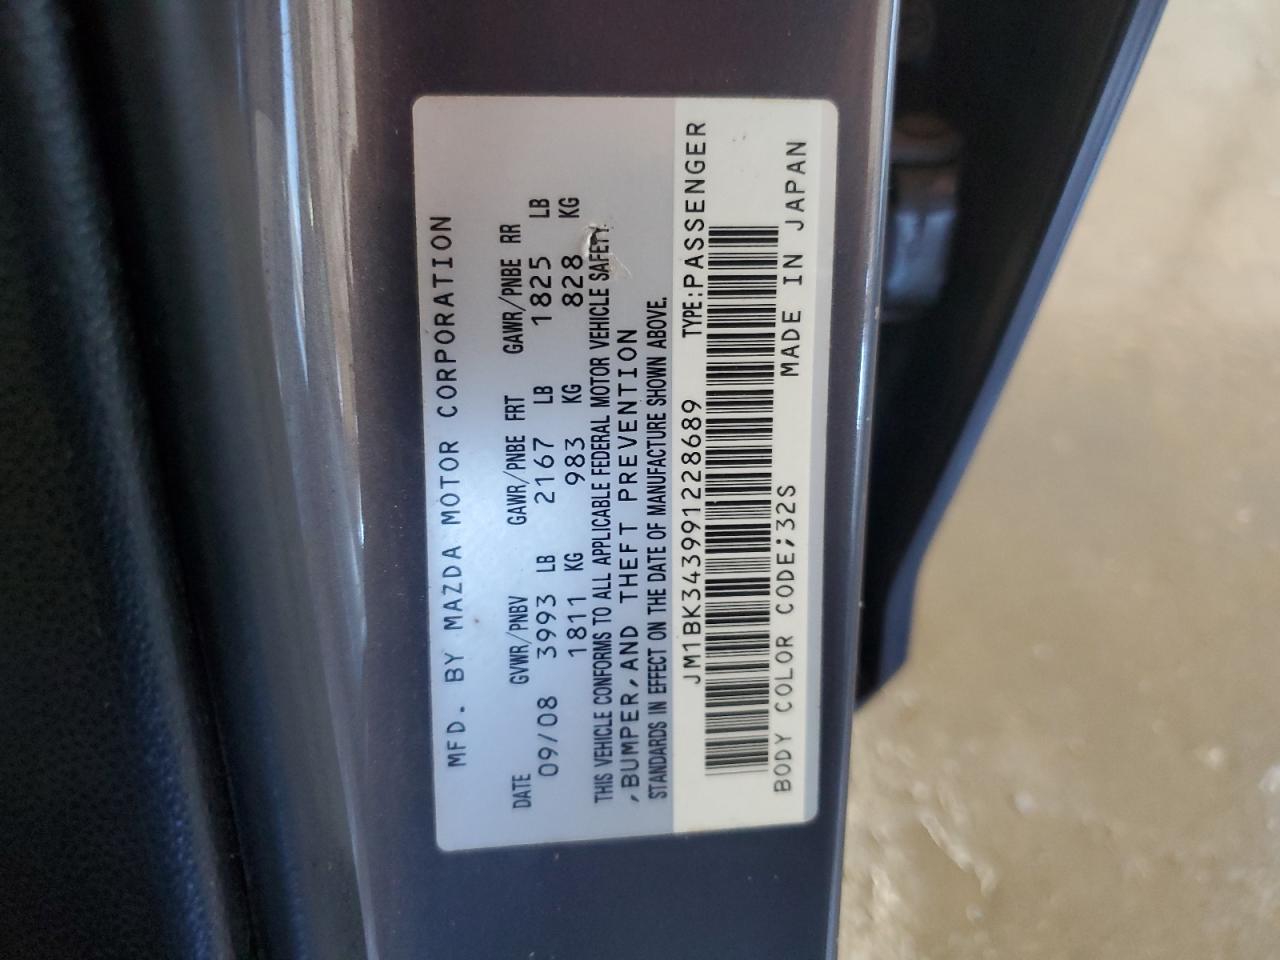 MFD. BY MAZDA MOTOR CORPORATION
DATE GVWR/PNBV GAWR/PNBE FRT GAWR/PNBE RR
09/08 3993 LB 2167 LB 1825 LB
1811 KG 983 KG 828 KG
THIS VEHICLE CONFORMS TO ALL APPLICABLE FEDERAL MOTOR VEHICLE SAFETY
,BUMPER,AND THEFT PREVENTION
STANDARDS IN EFFECT ON THE DATE OF MANUFACTURE SHOWN ABOVE.
JM1BK343991228689 TYPE:PASSENGER
BODY COLOR CODE;32S MADE IN JAPAN